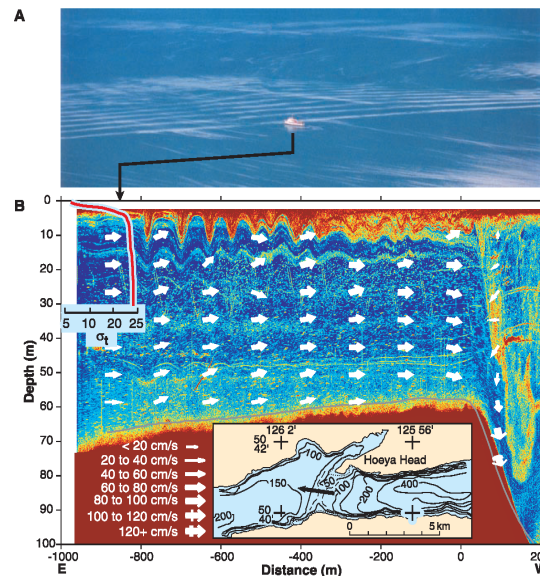 A
B
0
10
20
30
40
50
60
70
80
90
100
Depth (m)
5 10 15 20 25
σt
< 20 cm/s
20 to 40 cm/s
40 to 60 cm/s
60 to 80 cm/s
80 to 100 cm/s
100 to 120 cm/s
120+ cm/s
126 2'
125 56'
50
42'
Hoeya Head
100
150
100
200
400
200
50
40
0 5 km
-1000 -800 -600 -400 -200 0 200
E Distance (m) W